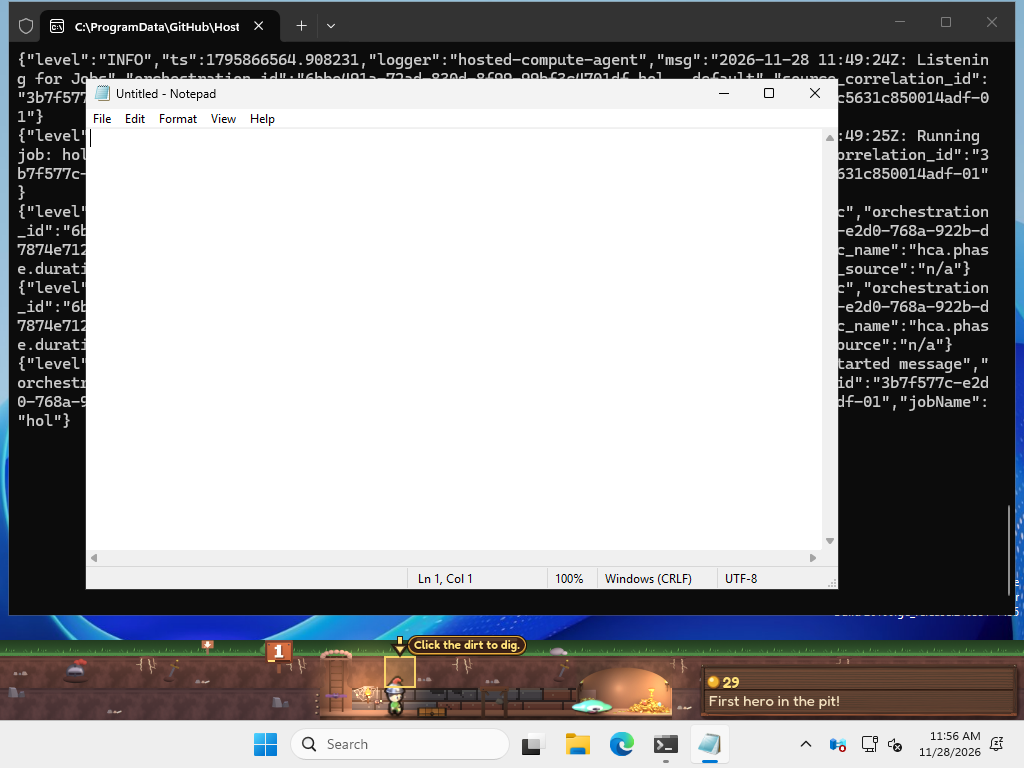 C:\ProgramData\GitHub\Host
{"level":"INFO","ts":1795866564.908231,"logger":"hosted-compute-agent","msg":"2026-11-28 11:49:24Z: Listenin
g for Jobs","orchestration_id":
"3b7f577
c5631c850014adf-0
1"}
{"level"
:49:25Z: Running
job: hol
orrelation_id":"3
b7f577c-
631c850014adf-01"
}
{"level"
c","orchestration
_id":"6b
-e2d0-768a-922b-d
7874e712
c_name":"hca.phas
e.durati
_source":"n/a"}
{"level"
c","orchestration
_id":"6b
-e2d0-768a-922b-d
7874e712
c_name":"hca.phas
e.durati
ource":"n/a"}
{"level"
tarted message","
orchestr
id":"3b7f577c-e2d
0-768a-9
df-01","jobName":
"hol"}
Untitled - Notepad
File Edit Format View Help
Ln 1, Col 1 100% Windows (CRLF) UTF-8
1
Click the dirt to dig.
29
First hero in the pit!
Search
11:56 AM
11/28/2026